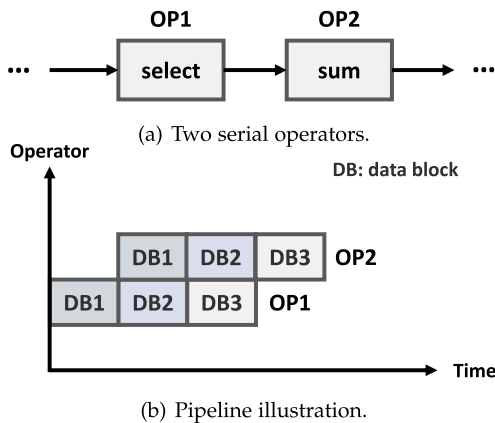 OP1 OP2
... select sum ...
(a) Two serial operators.
Operator
DB: data block
DB1 DB2 DB3 OP2
DB1 DB2 DB3 OP1
Time
(b) Pipeline illustration.